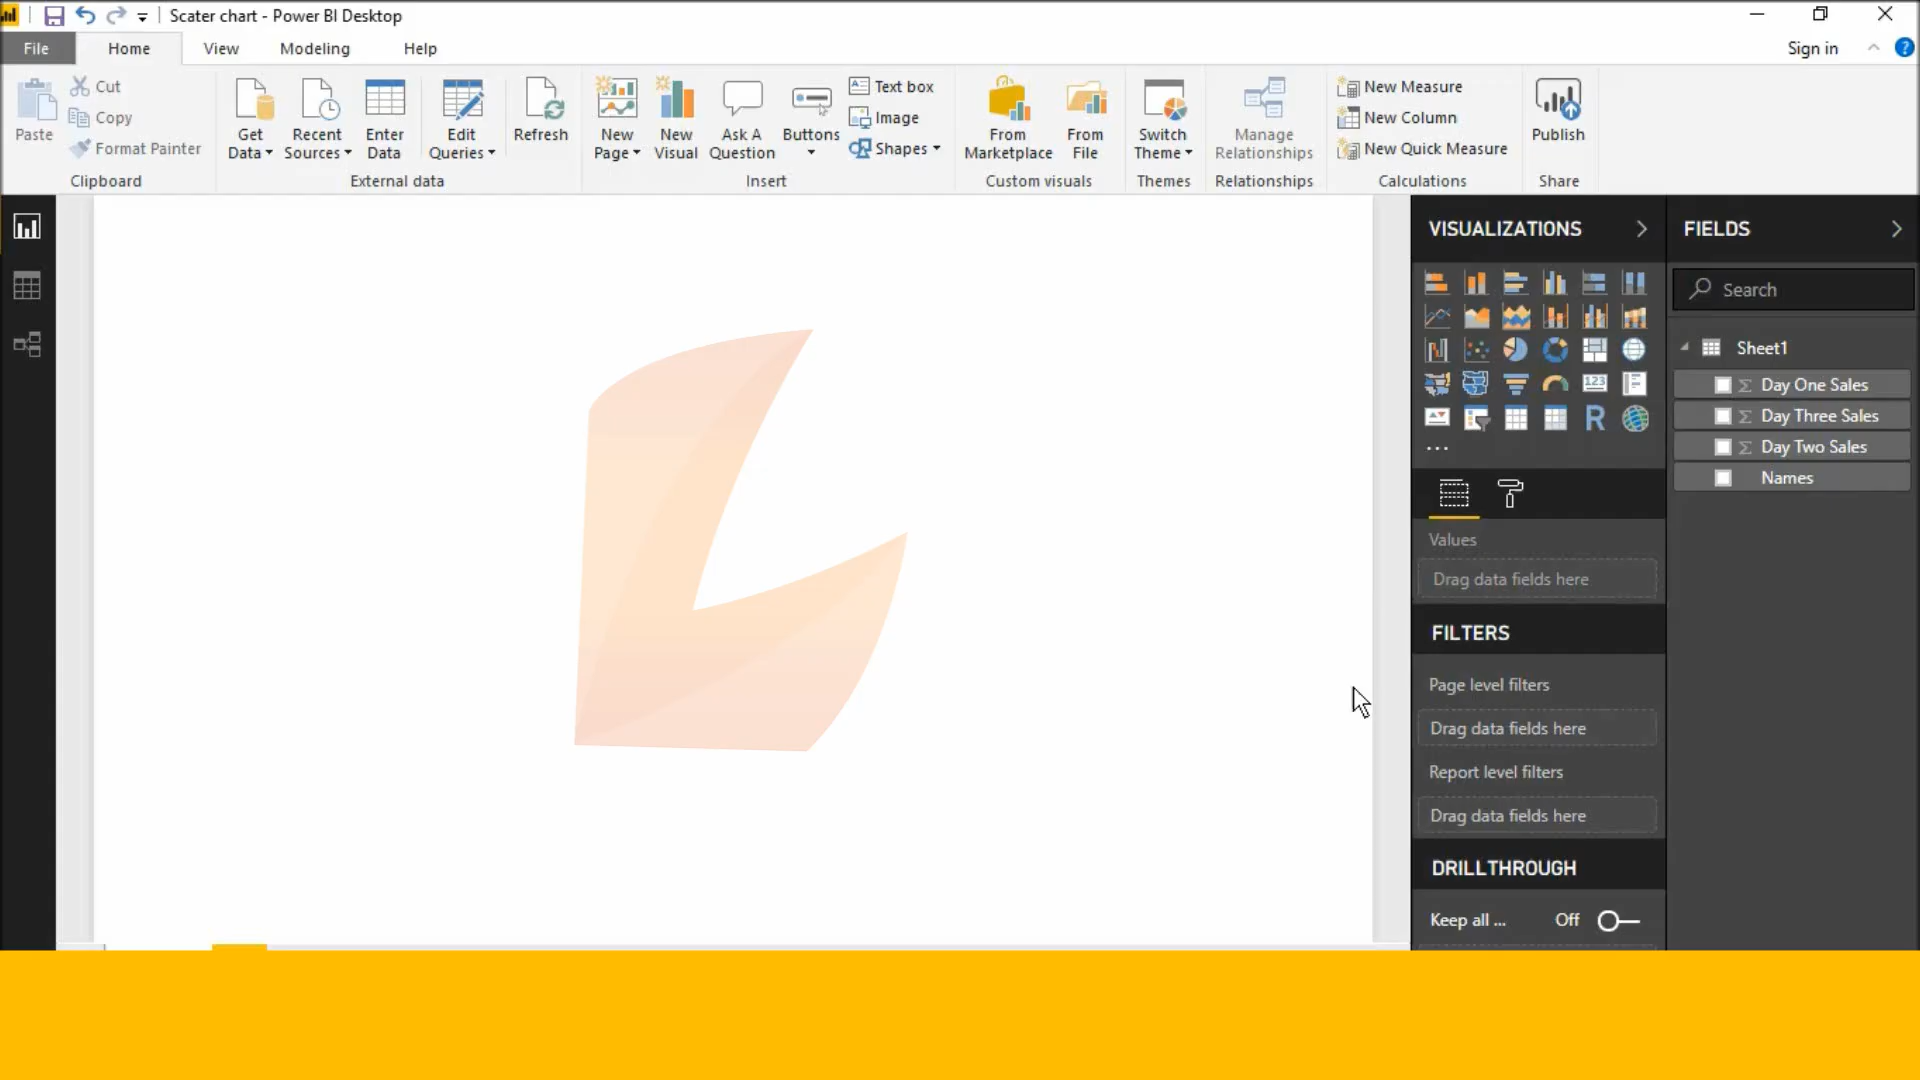 Scater chart - Power BI Desktop
File
Home
View
Modeling
Help
Sign in
?
Paste
Cut
Copy
Format Painter
Clipboard
Get Data
Recent Sources
Enter Data
Edit Queries
Refresh
External data
New Page
New Visual
Ask A Question
Buttons
Text box
Image
Shapes
Insert
From Marketplace
From File
Custom visuals
Switch Theme
Themes
Manage Relationships
Relationships
New Measure
New Column
New Quick Measure
Calculations
Publish
Share
VISUALIZATIONS
123
R
Values
Drag data fields here
FILTERS
Page level filters
Drag data fields here
Report level filters
Drag data fields here
DRILLTHROUGH
Keep all ... Off
FIELDS
Search
Sheet1
Σ Day One Sales
Σ Day Three Sales
Σ Day Two Sales
Names